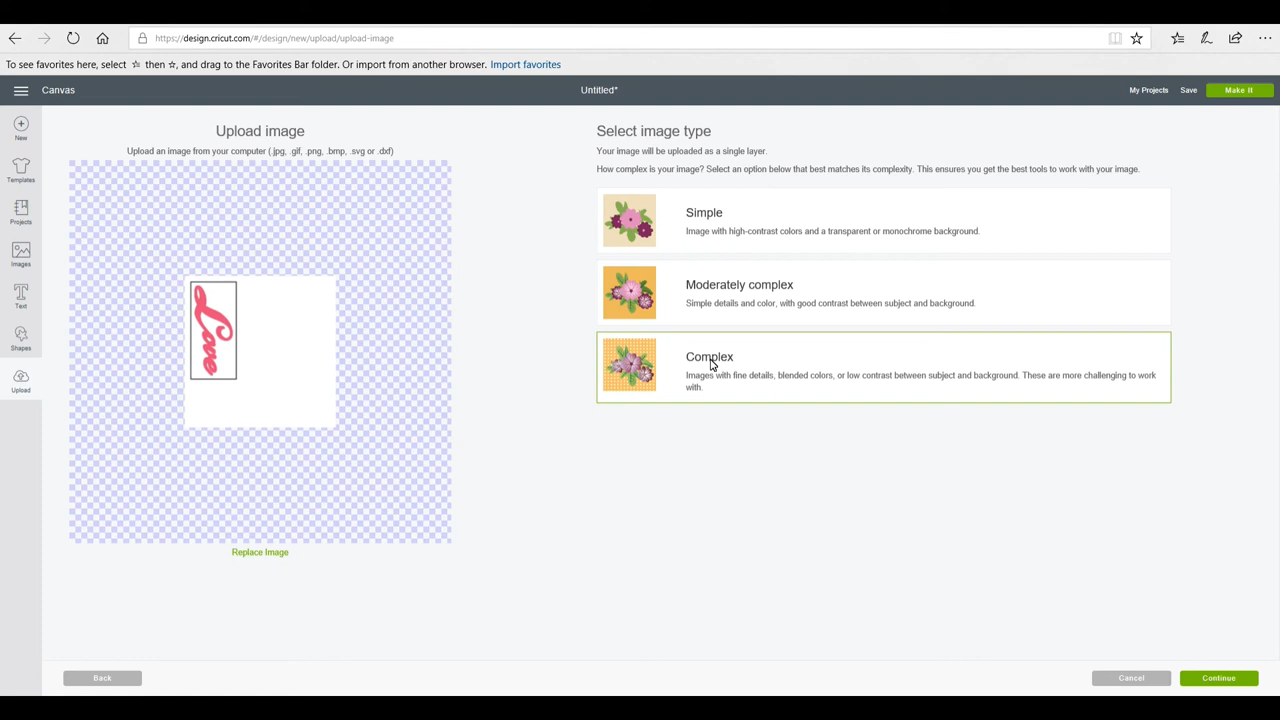 https://design.cricut.com/#/design/new/upload/upload-image
To see favorites here, select ☆ then ☆, and drag to the Favorites Bar folder. Or import from another browser. Import favorites
Canvas
Untitled*
My Projects
Save
Make It
New
Templates
Projects
Images
Text
Shapes
Upload
Upload image
Upload an image from your computer (.jpg, .gif, .png, .bmp, .svg or .dxf)
Love
Replace Image
Select image type
Your image will be uploaded as a single layer.
How complex is your image? Select an option below that best matches its complexity. This ensures you get the best tools to work with your image.
Simple
Image with high-contrast colors and a transparent or monochrome background.
Moderately complex
Simple details and color, with good contrast between subject and background.
Complex
Images with fine details, blended colors, or low contrast between subject and background. These are more challenging to work
with.
Back
Cancel
Continue